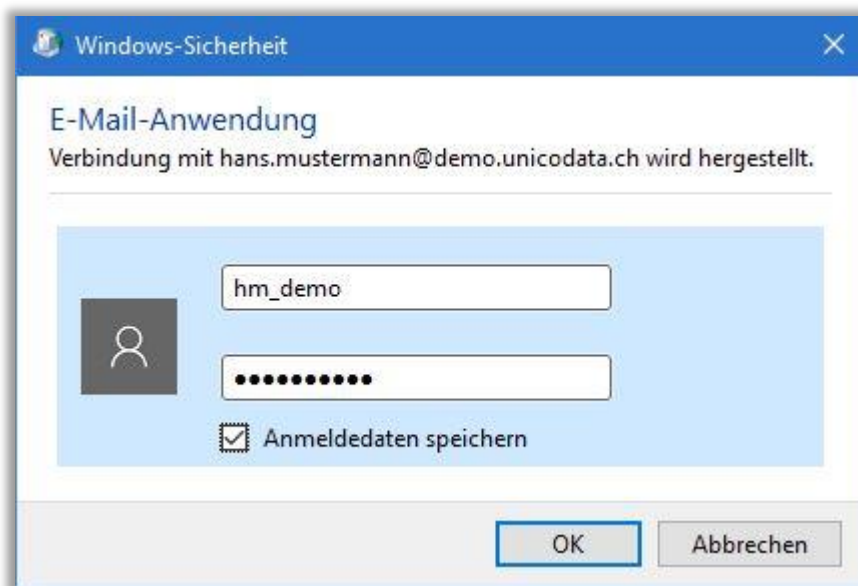 Windows-Sicherheit
E-Mail-Anwendung
Verbindung mit hans.mustermann@demo.unicodata.ch wird hergestellt.
hm_demo
●●●●●●●●●●
Anmeldedaten speichern
OK
Abbrechen